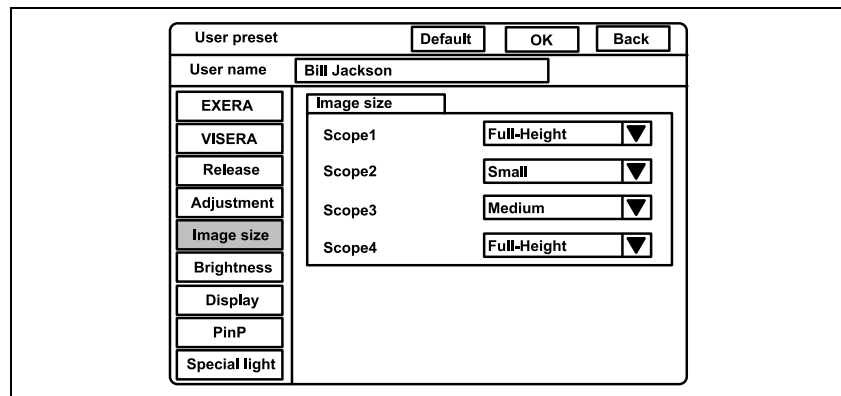 User preset
Default
OK
Back
User name
Bill Jackson
EXERA
VISERA
Release
Adjustment
Image size
Brightness
Display
PinP
Special light
Image size
Scope1
Full-Height
Scope2
Small
Scope3
Medium
Scope4
Full-Height